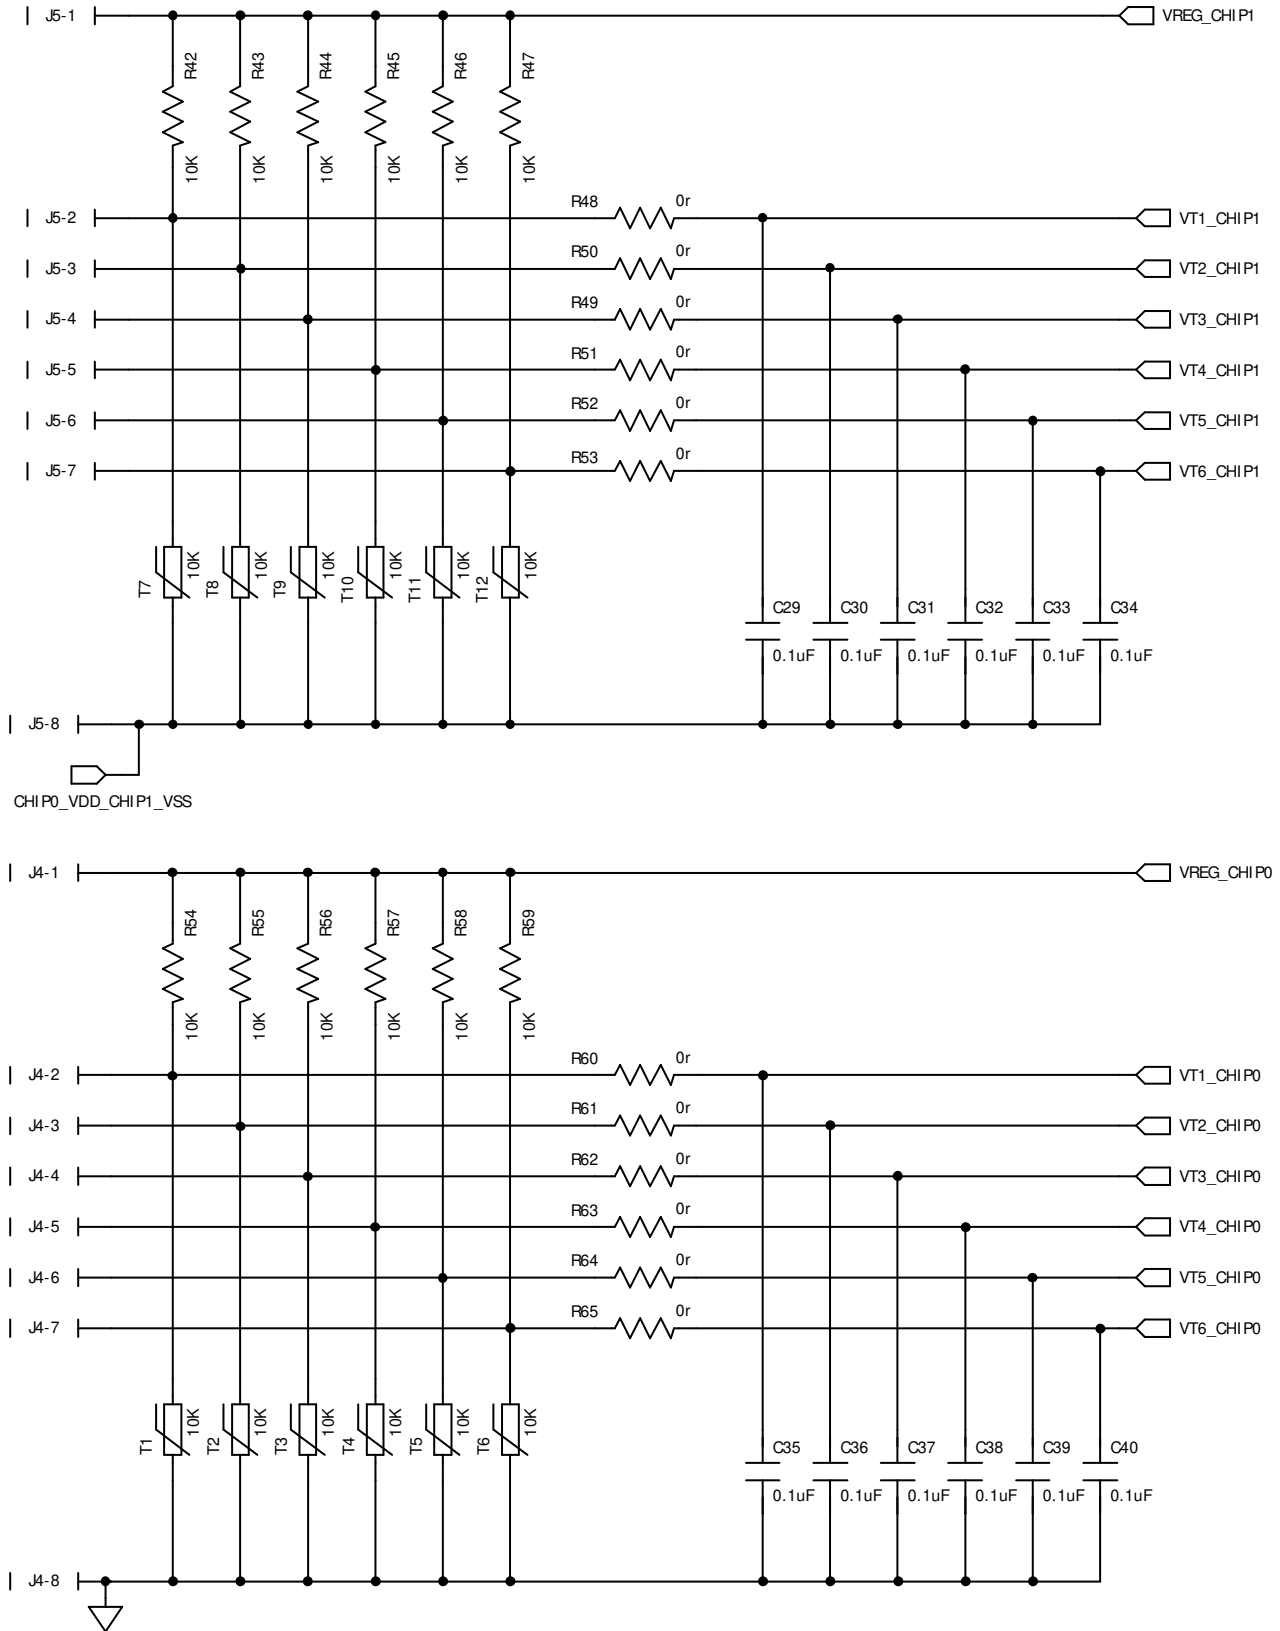 J5-1 VREG_CHIP1
R42 R43 R44 R45 R46 R47
10K 10K 10K 10K 10K 10K
J5-2 R48 0r VT1_CHIP1
J5-3 R50 0r VT2_CHIP1
J5-4 R49 0r VT3_CHIP1
J5-5 R51 0r VT4_CHIP1
J5-6 R52 0r VT5_CHIP1
J5-7 R53 0r VT6_CHIP1
T7 10K T8 10K T9 10K T10 10K T11 10K T12 10K
C29 C30 C31 C32 C33 C34
0.1uF 0.1uF 0.1uF 0.1uF 0.1uF 0.1uF
J5-8
CHIP0_VDD_CHIP1_VSS
J4-1 VREG_CHIP0
R54 R55 R56 R57 R58 R59
10K 10K 10K 10K 10K 10K
J4-2 R60 0r VT1_CHIP0
J4-3 R61 0r VT2_CHIP0
J4-4 R62 0r VT3_CHIP0
J4-5 R63 0r VT4_CHIP0
J4-6 R64 0r VT5_CHIP0
J4-7 R65 0r VT6_CHIP0
T1 10K T2 10K T3 10K T4 10K T5 10K T6 10K
C35 C36 C37 C38 C39 C40
0.1uF 0.1uF 0.1uF 0.1uF 0.1uF 0.1uF
J4-8